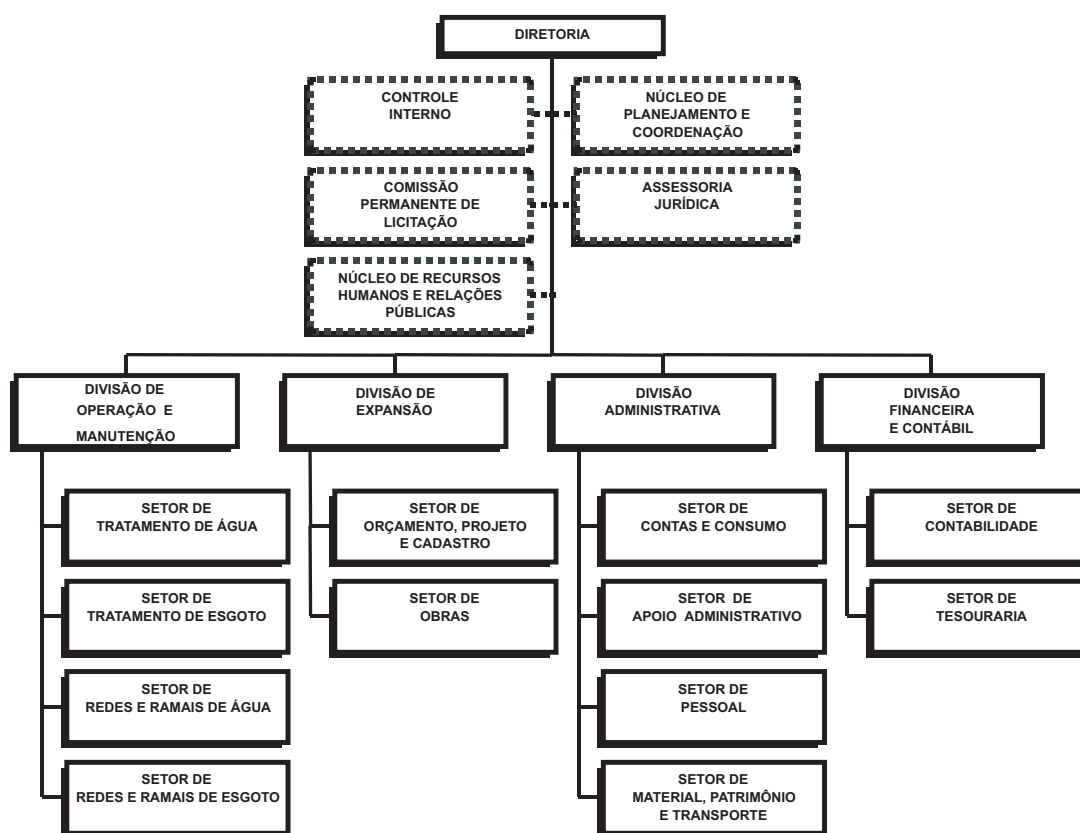 DIRETORIA
CONTROLE
INTERNO
NÚCLEO DE
PLANEJAMENTO E
COORDENAÇÃO
COMISSÃO
PERMANENTE DE
LICITAÇÃO
ASSESSORIA
JURÍDICA
NÚCLEO DE RECURSOS
HUMANOS E RELAÇÕES
PÚBLICAS
DIVISÃO DE
OPERAÇÃO E
MANUTENÇÃO
DIVISÃO DE
EXPANSÃO
DIVISÃO
ADMINISTRATIVA
DIVISÃO
FINANCEIRA
E CONTÁBIL
SETOR DE
TRATAMENTO DE ÁGUA
SETOR DE
ORÇAMENTO, PROJETO
E CADASTRO
SETOR DE
CONTAS E CONSUMO
SETOR DE
CONTABILIDADE
SETOR DE
TRATAMENTO DE ESGOTO
SETOR DE
OBRAS
SETOR DE
APOIO ADMINISTRATIVO
SETOR DE
TESOURARIA
SETOR DE
REDES E RAMAIS DE ÁGUA
SETOR DE
PESSOAL
SETOR DE
REDES E RAMAIS DE ESGOTO
SETOR DE
MATERIAL, PATRIMÔNIO
E TRANSPORTE